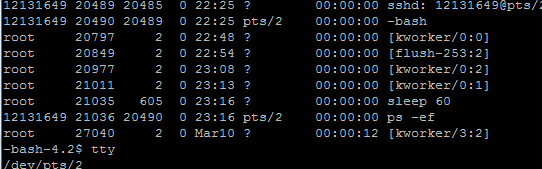 12131649 20489 20485  0 22:25 ?        00:00:00 sshd: 12131649@pts/2
12131649 20490 20489  0 22:25 pts/2    00:00:00 -bash
root     20797     2  0 22:48 ?        00:00:00 [kworker/0:0]
root     20849     2  0 22:54 ?        00:00:00 [flush-253:2]
root     20977     2  0 23:08 ?        00:00:00 [kworker/0:2]
root     21011     2  0 23:13 ?        00:00:00 [kworker/0:1]
root     21035   605  0 23:16 ?        00:00:00 sleep 60
12131649 21036 20490  0 23:16 pts/2    00:00:00 ps -ef
root     27040     2  0 Mar10 ?        00:00:12 [kworker/3:2]
-bash-4.2$ tty
/dev/pts/2